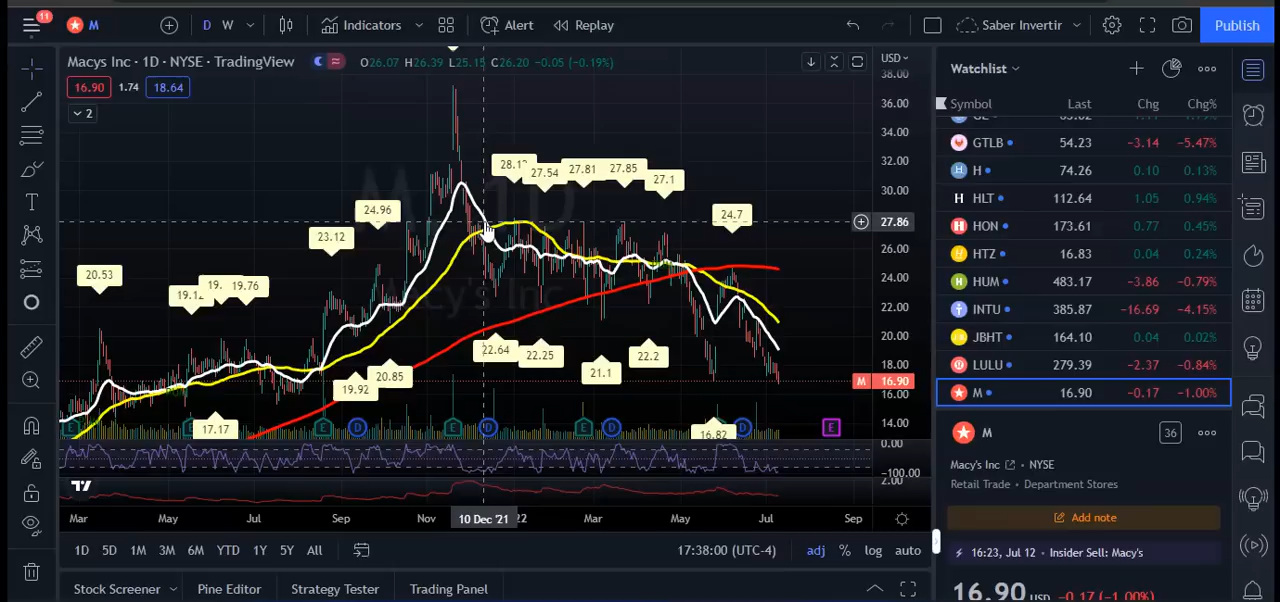 11 M D W Indicators Alert Replay Saber Invertir Publish
Macys Inc · 1D · NYSE · TradingView O26.07 H26.39 L25.15 C26.20 −0.05 (−0.19%)
16.90 1.74 18.64
2
USD
38.00
36.00
34.00
32.00
30.00
27.86
26.00
24.00
22.00
20.00
18.00
M 16.90
16.00
14.00
0.00
−100.00
2.00
M, 1D
MACY's Inc
20.53
19.12
19.76
23.12
24.96
28.12
27.54
27.81
27.85
27.1
24.7
17.17
19.92
20.85
22.64
22.25
21.1
22.2
16.82
E E E D E D E D D E
Mar May Jul Sep Nov 10 Dec '21 22 Mar May Jul Sep
1D 5D 1M 3M 6M YTD 1Y 5Y All 17:38:00 (UTC-4) adj % log auto
Stock Screener Pine Editor Strategy Tester Trading Panel
Watchlist
Symbol Last Chg Chg%
GTLB 54.23 −3.14 −5.47%
H 74.26 0.10 0.13%
HLT 112.64 1.05 0.94%
HON 173.61 0.77 0.45%
HTZ 16.83 0.04 0.24%
HUM 483.17 −3.86 −0.79%
INTU 385.87 −16.69 −4.15%
JBHT 164.10 0.04 0.02%
LULU 279.39 −2.37 −0.84%
M 16.90 −0.17 −1.00%
M 36
Macy's Inc · NYSE
Retail Trade · Department Stores
Add note
16:23, Jul 12 · Insider Sell: Macy's
16.90 USD −0.17 (−1.00%)